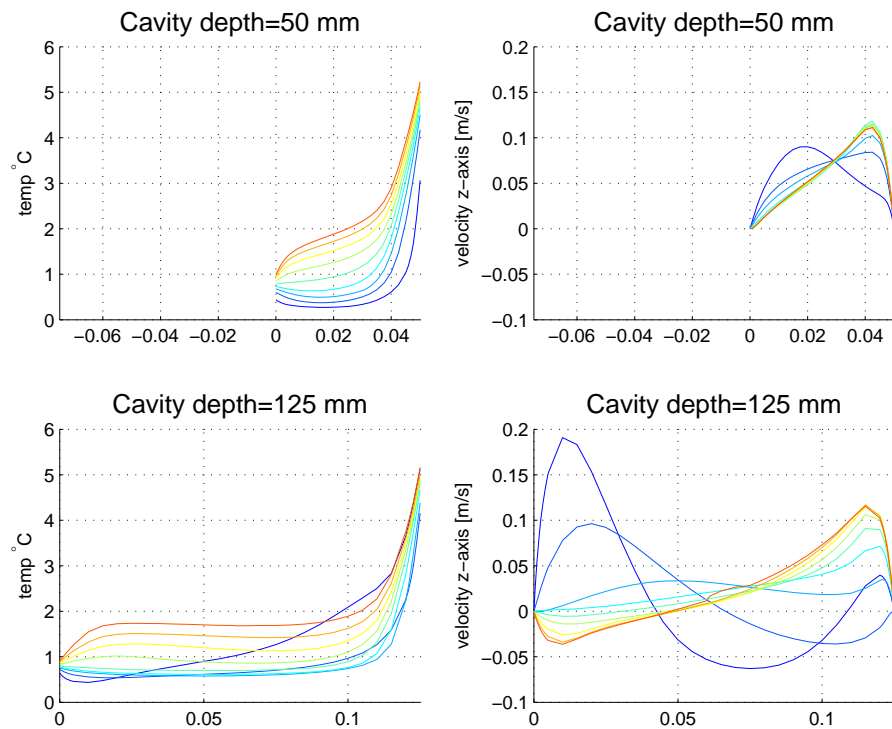 Cavity depth=50 mm
6
5
4
3
2
1
0
temp °C
−0.06 −0.04 −0.02 0 0.02 0.04
Cavity depth=50 mm
0.2
0.15
0.1
0.05
0
−0.05
−0.1
velocity z−axis [m/s]
−0.06 −0.04 −0.02 0 0.02 0.04
Cavity depth=125 mm
6
5
4
3
2
1
0
temp °C
0 0.05 0.1
Cavity depth=125 mm
0.2
0.15
0.1
0.05
0
−0.05
−0.1
velocity z−axis [m/s]
0 0.05 0.1